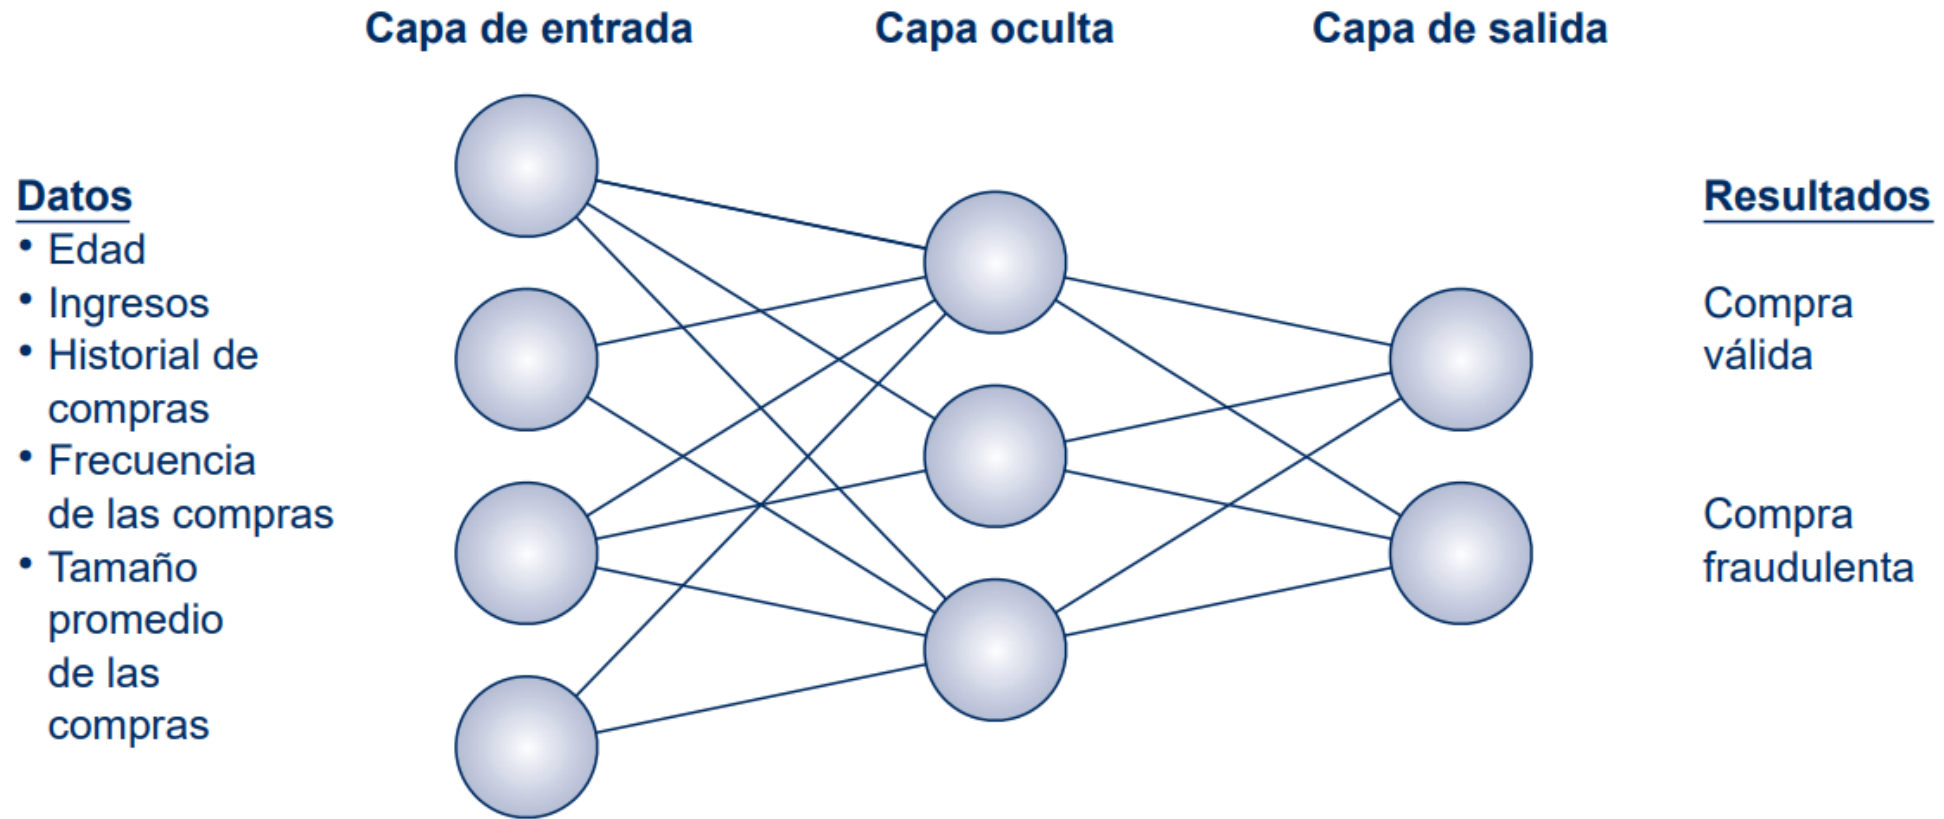 Capa de entrada
Capa oculta
Capa de salida
Datos
• Edad
• Ingresos
• Historial de
compras
• Frecuencia
de las compras
• Tamaño
promedio
de las
compras
Resultados
Compra
válida
Compra
fraudulenta